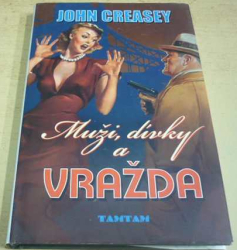 JOHN CREASEY
Muži, dívky
a
VRAŽDA
TAMTAM